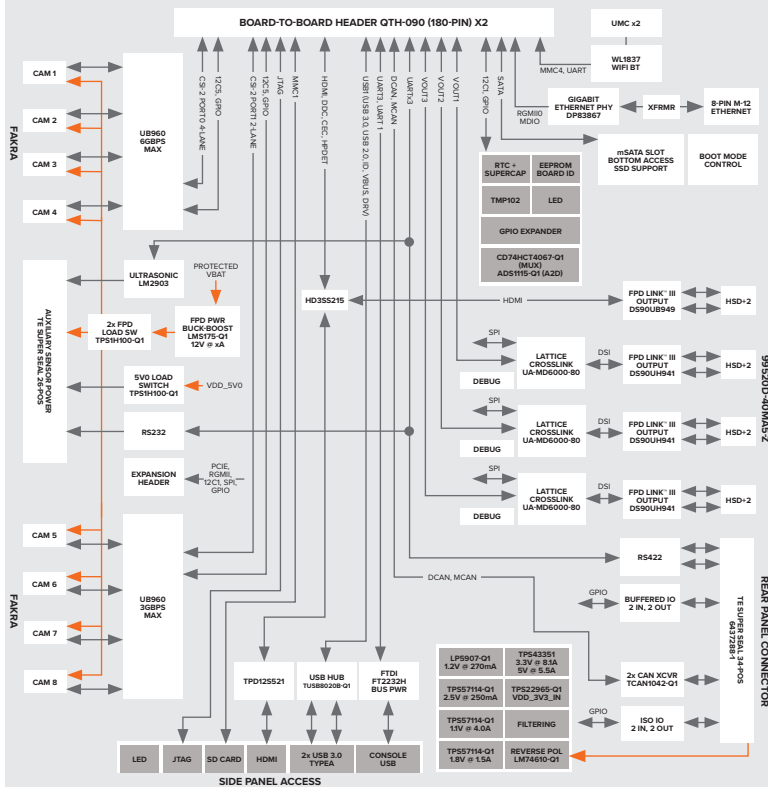 BOARD-TO-BOARD HEADER QTH-090 (180-PIN) X2
UMC x2
WL1837
WIFI BT
MMC4, UART
CAM 1
CAM 2
CAM 3
CAM 4
FAKRA
UB960
6GBPS
MAX
CSI-2 PORT0 4-LANE
12C5, GPIO
CSI-2 PORT1 2-LANE
12C5, GPIO
JTAG
MMC1
HDMI, DDC, CEC, HPDET
USB1 (USB 3.0, USB 2.0, ID, VBUS, DRV)
UART3, UART 1
DCAN, MCAN
UARTx3
VOUT3
VOUT2
VOUT1
12C1, GPIO
SATA
RGMII0
MDIO
GIGABIT
ETHERNET PHY
DP83867
XFRMR
8-PIN M-12
ETHERNET
mSATA SLOT
BOTTOM ACCESS
SSD SUPPORT
BOOT MODE
CONTROL
RTC +
SUPERCAP
EEPROM
BOARD ID
TMP102
LED
GPIO EXPANDER
CD74HCT4067-Q1
(MUX)
ADS1115-Q1 (A2D)
ULTRASONIC
LM2903
PROTECTED
VBAT
AUXILIARY SENSOR POWER
TE SUPER SEAL 26-POS
2x FPD
LOAD SW
TPS1H100-Q1
FPD PWR
BUCK-BOOST
LM5175-Q1
12V @ xA
5V0 LOAD
SWITCH
TPS1H100-Q1
VDD_5V0
RS232
EXPANSION
HEADER
PCIE,
RGMII,
12C1, SPI,
GPIO
HD3SS215
HDMI
FPD LINK™ III
OUTPUT
DS90UB949
HSD+2
SPI
DEBUG
LATTICE
CROSSLINK
UA-MD6000-80
DSI
FPD LINK™ III
OUTPUT
DS90UH941
HSD+2
SPI
DEBUG
LATTICE
CROSSLINK
UA-MD6000-80
DSI
FPD LINK™ III
OUTPUT
DS90UH941
HSD+2
SPI
DEBUG
LATTICE
CROSSLINK
UA-MD6000-80
DSI
FPD LINK™ III
OUTPUT
DS90UH941
HSD+2
99520D-40MA5-Z
CAM 5
CAM 6
CAM 7
CAM 8
FAKRA
UB960
3GBPS
MAX
RS422
DCAN, MCAN
GPIO
BUFFERED IO
2 IN, 2 OUT
2x CAN XCVR
TCAN1042-Q1
GPIO
ISO IO
2 IN, 2 OUT
TE SUPER SEAL 34-POS
6437288-1
REAR PANEL CONNECTOR
LP5907-Q1
1.2V @ 270mA
TPS43351
3.3V @ 8.1A
5V @ 5.5A
TPS57114-Q1
2.5V @ 250mA
TPS22965-Q1
VDD_3V3_IN
TPS57114-Q1
1.1V @ 4.0A
FILTERING
TPS57114-Q1
1.8V @ 1.5A
REVERSE POL
LM74610-Q1
TPD12S521
USB HUB
TUSB8020B-Q1
FTDI
FT2232H
BUS PWR
LED
JTAG
SD CARD
HDMI
2x USB 3.0
TYPEA
CONSOLE
USB
SIDE PANEL ACCESS